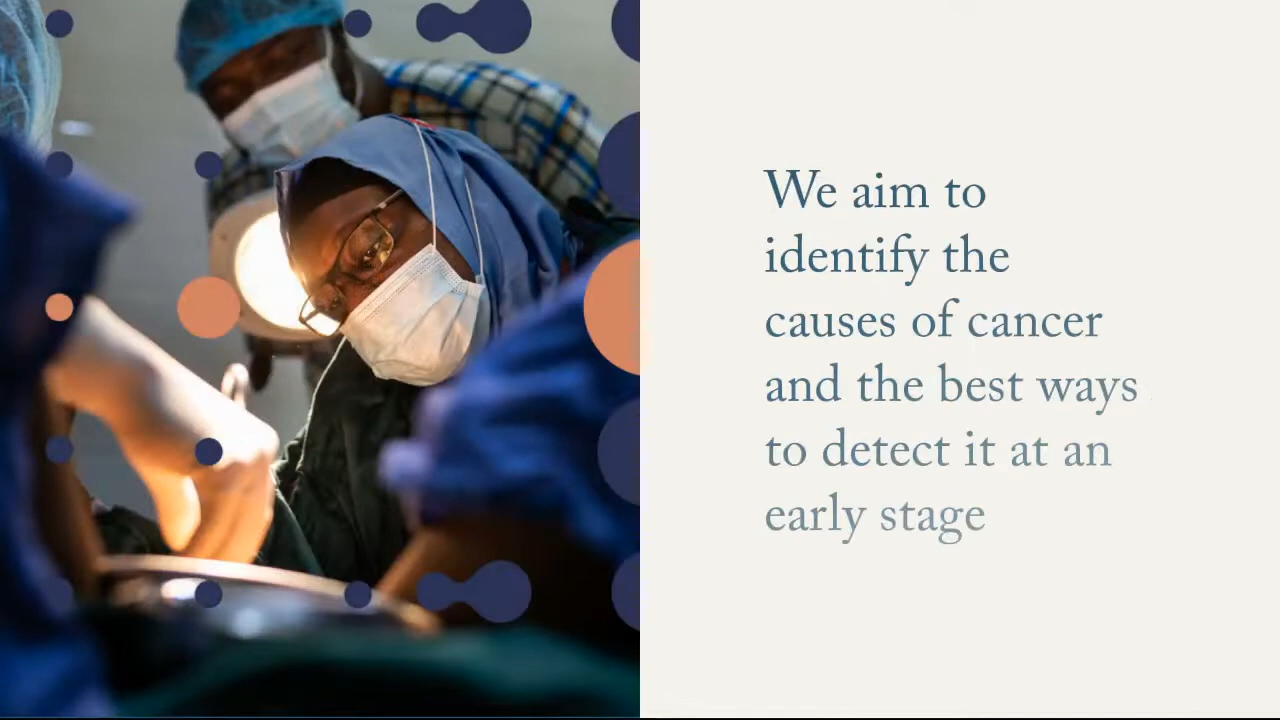 We aim to
identify the
causes of cancer
and the best ways
to detect it at an
early stage